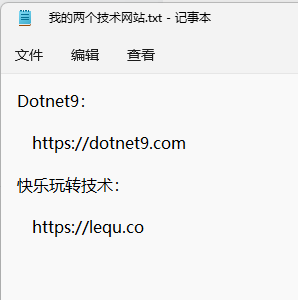 我的两个技术网站.txt - 记事本
文件 编辑 查看
Dotnet9：
https://dotnet9.com
快乐玩转技术：
https://lequ.co